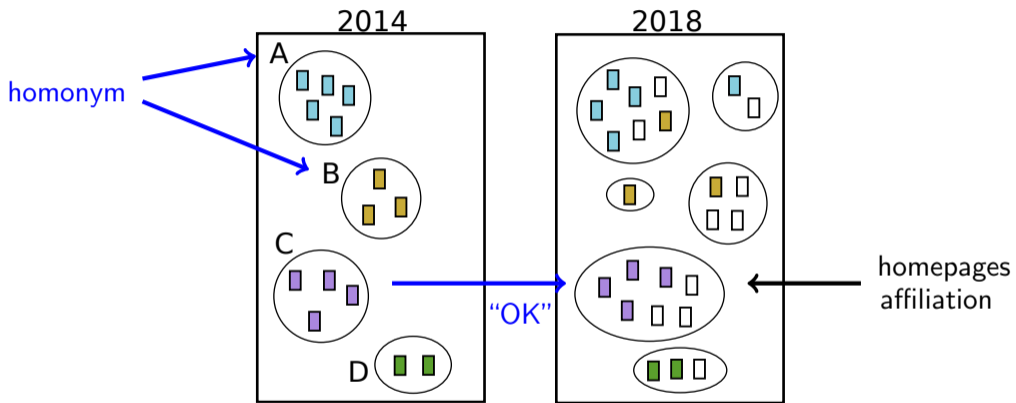 2014
2018
A
homonym
B
C
“OK”
homepages
affiliation
D